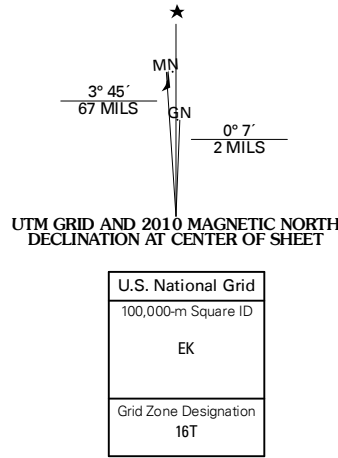 ★
MN
3° 45´
67 MILS
GN
0° 7´
2 MILS
UTM GRID AND 2010 MAGNETIC NORTH
DECLINATION AT CENTER OF SHEET
U.S. National Grid
100,000-m Square ID
EK
Grid Zone Designation
16T